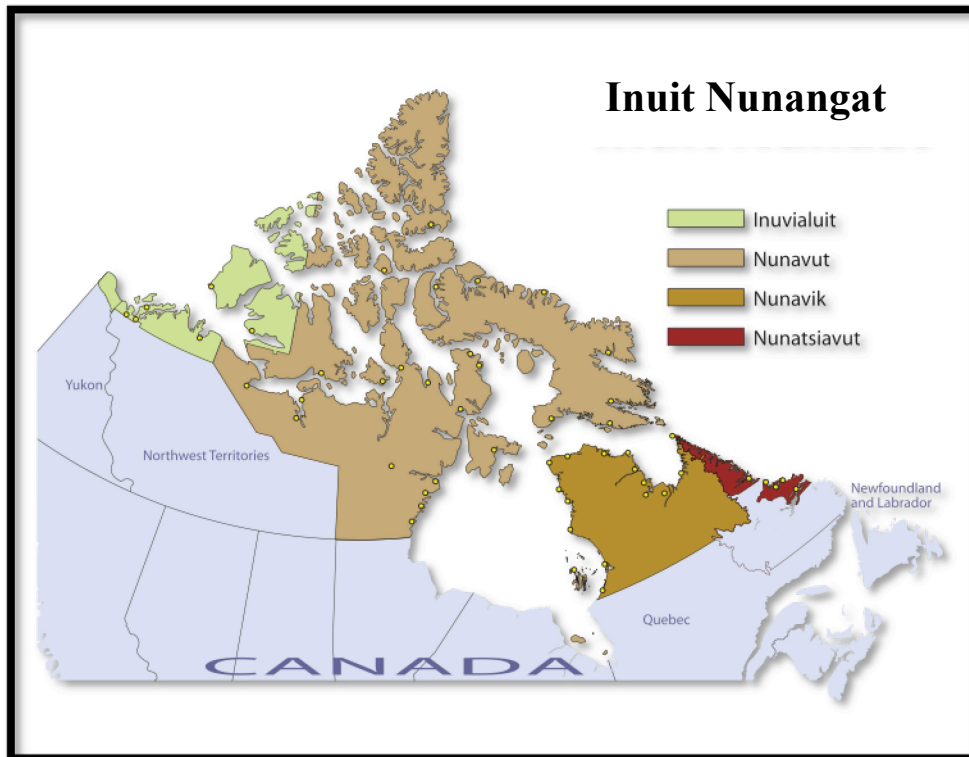 Inuit Nunangat
Inuvialuit
Nunavut
Nunavik
Nunatsiavut
Yukon
Northwest Territories
Newfoundland
and Labrador
Quebec
CANADA